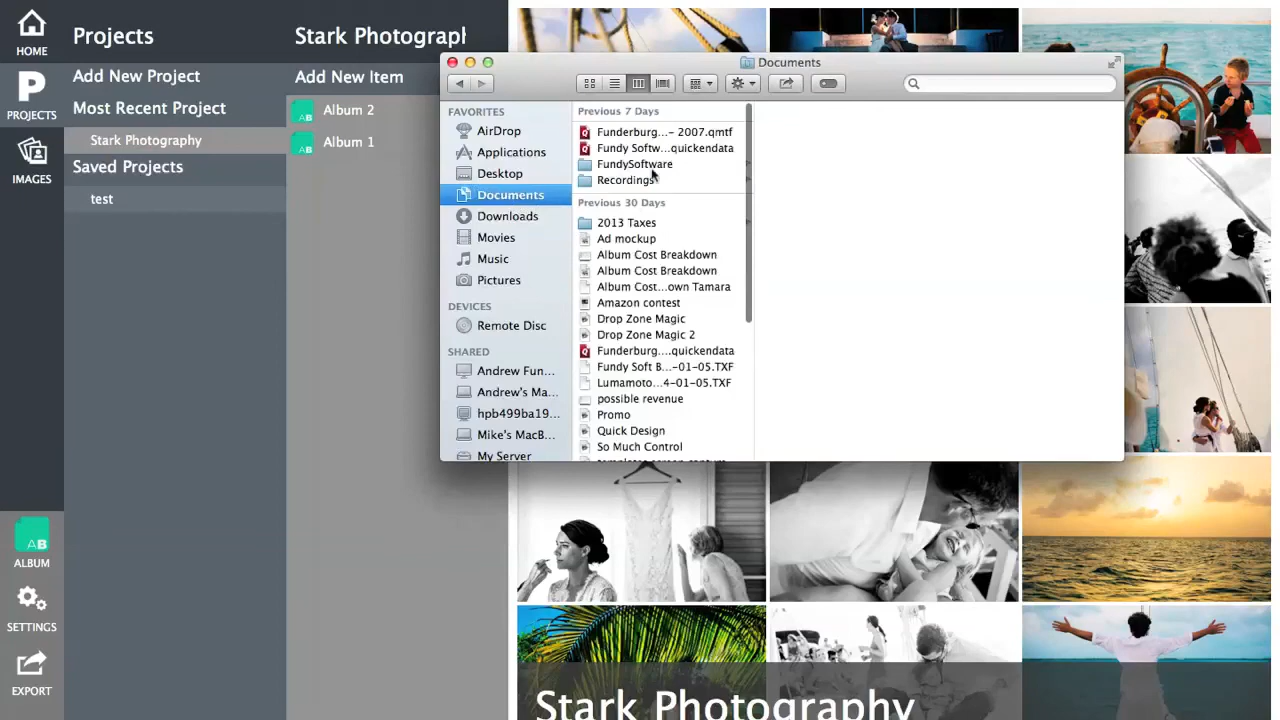 HOME
PROJECTS
IMAGES
ALBUM
SETTINGS
EXPORT
Projects
Add New Project
Most Recent Project
Stark Photography
Saved Projects
test
Stark Photograp
Add New Item
AB Album 2
AB Album 1
AB
Documents
FAVORITES
AirDrop
Applications
Desktop
Documents
Downloads
Movies
Music
Pictures
DEVICES
Remote Disc
SHARED
Andrew Fun...
Andrew's Ma...
hpb499ba19...
Mike's MacB...
My Server
Previous 7 Days
Funderburg...- 2007.qmtf
Fundy Softw...quickendata
FundySoftware
Recordings
Previous 30 Days
2013 Taxes
Ad mockup
Album Cost Breakdown
Album Cost Breakdown
Album Cost...own Tamara
Amazon contest
Drop Zone Magic
Drop Zone Magic 2
Funderburg....quickendata
Fundy Soft B...-01-05.TXF
Lumamoto...4-01-05.TXF
possible revenue
Promo
Quick Design
So Much Control
Stark Photography